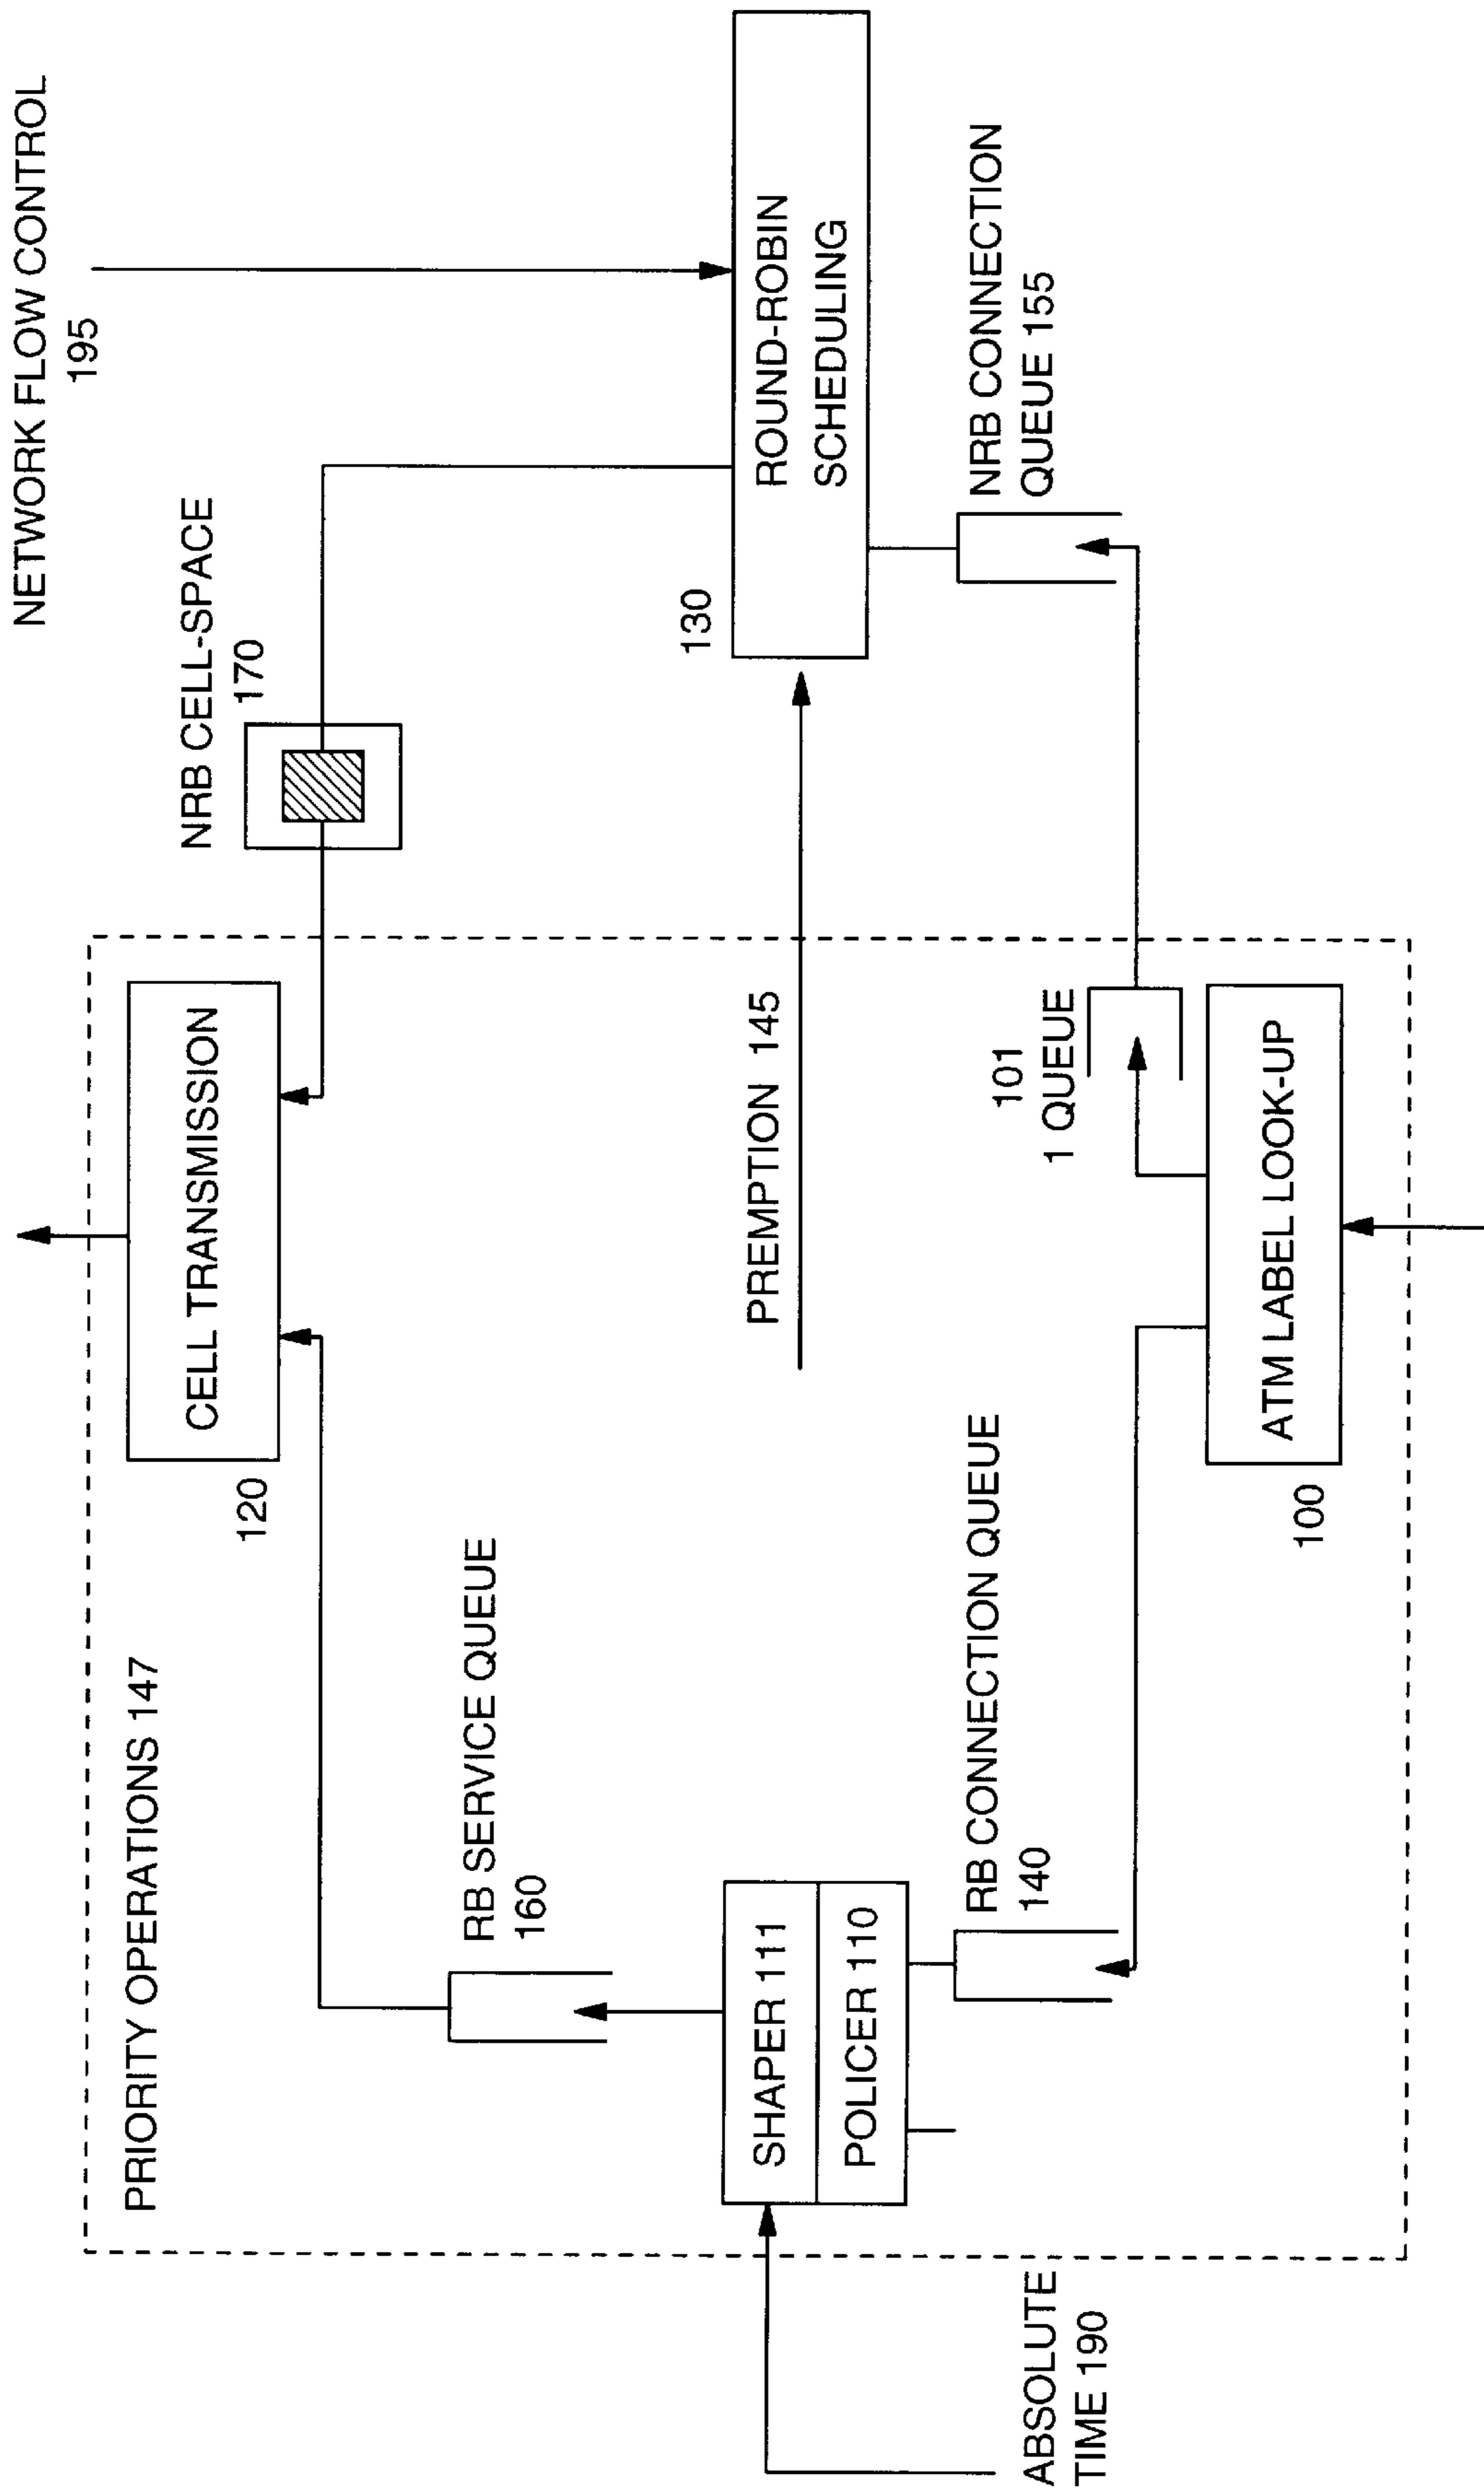 NETWORK FLOW CONTROL
195
NRB CELL-SPACE
170
PRIORITY OPERATIONS 147
CELL TRANSMISSION
120
RB SERVICE QUEUE
160
ABSOLUTE
TIME 190
SHAPER 111
POLICER 110
PREMPTION 145
130
ROUND-ROBIN
SCHEDULING
RB CONNECTION QUEUE
140
101
1 QUEUE
NRB CONNECTION
QUEUE 155
ATM LABEL LOOK-UP
100